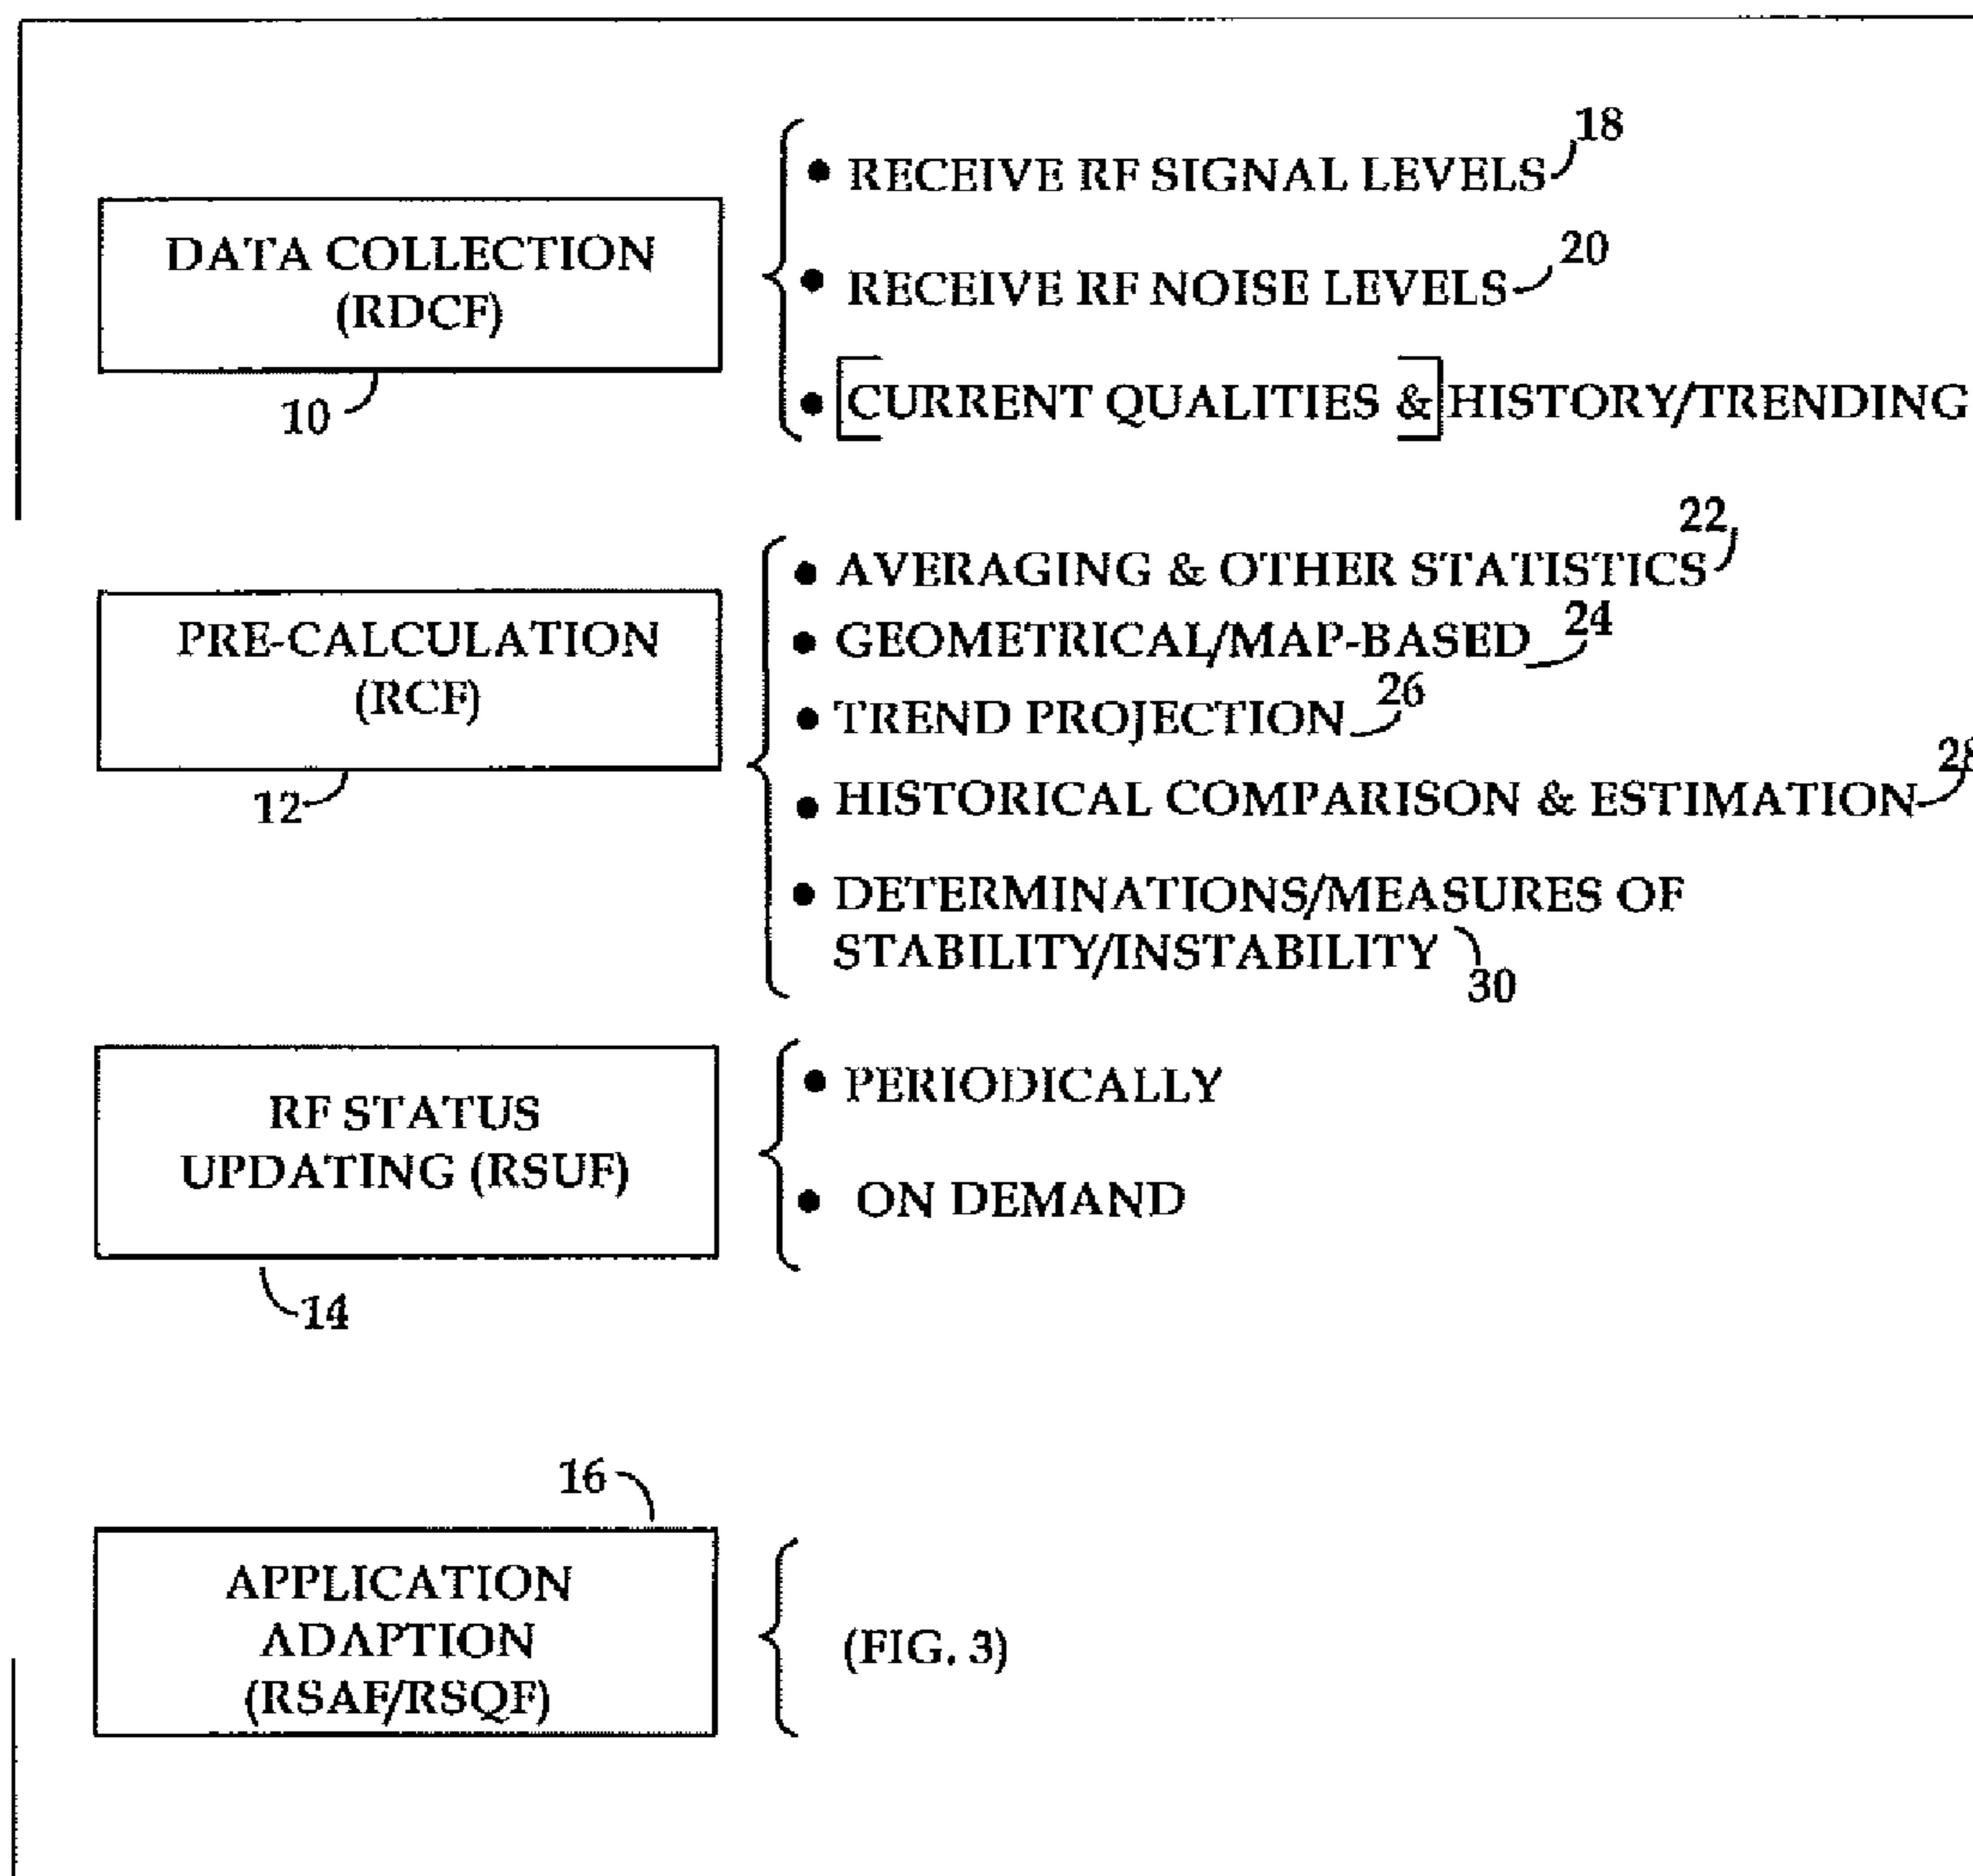 18
• RECEIVE RF SIGNAL LEVELS
DATA COLLECTION
(RDCF)
10
20
• RECEIVE RF NOISE LEVELS
• [CURRENT QUALITIES &] HISTORY/TRENDING
22
• AVERAGING & OTHER STATISTICS
PRE-CALCULATION
(RCF)
12
24
• GEOMETRICAL/MAP-BASED
26
• TREND PROJECTION
28
• HISTORICAL COMPARISON & ESTIMATION
• DETERMINATIONS/MEASURES OF
STABILITY/INSTABILITY
30
RF STATUS
UPDATING (RSUF)
14
• PERIODICALLY
• ON DEMAND
16
APPLICATION
ADAPTION
(RSAF/RSQF)
(FIG. 3)